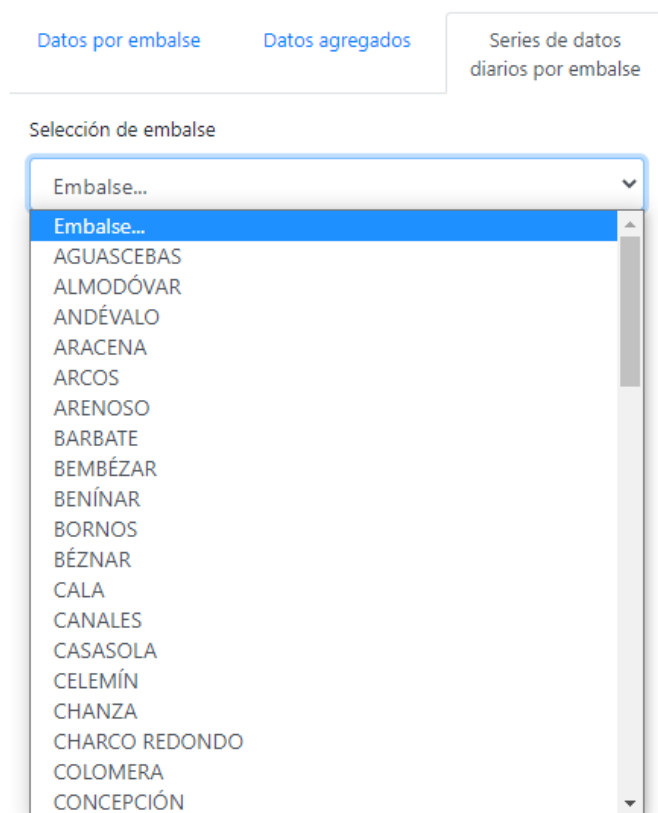 Datos por embalse
Datos agregados
Series de datos
diarios por embalse
Selección de embalse
Embalse...
Embalse...
AGUASCEBAS
ALMODÓVAR
ANDÉVALO
ARACENA
ARCOS
ARENOSO
BARBATE
BEMBÉZAR
BENÍNAR
BORNOS
BÉZNAR
CALA
CANALES
CASASOLA
CELEMÍN
CHANZA
CHARCO REDONDO
COLOMERA
CONCEPCIÓN